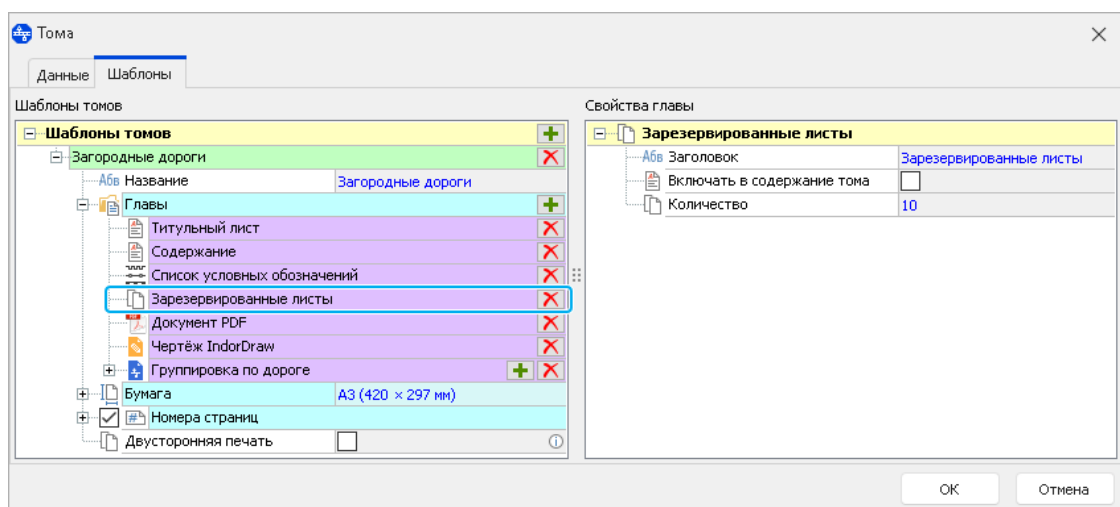 Тома
Данные Шаблоны
Шаблоны томов
Шаблоны томов
Загородные дороги
Абв Название Загородные дороги
Главы
Титульный лист
Содержание
Список условных обозначений
Зарезервированные листы
Документ PDF
Чертёж IndorDraw
Группировка по дороге
Бумага А3 (420 × 297 мм)
Номера страниц
Двусторонняя печать
Свойства главы
Зарезервированные листы
Абв Заголовок Зарезервированные листы
Включать в содержание тома
Количество 10
ОК Отмена